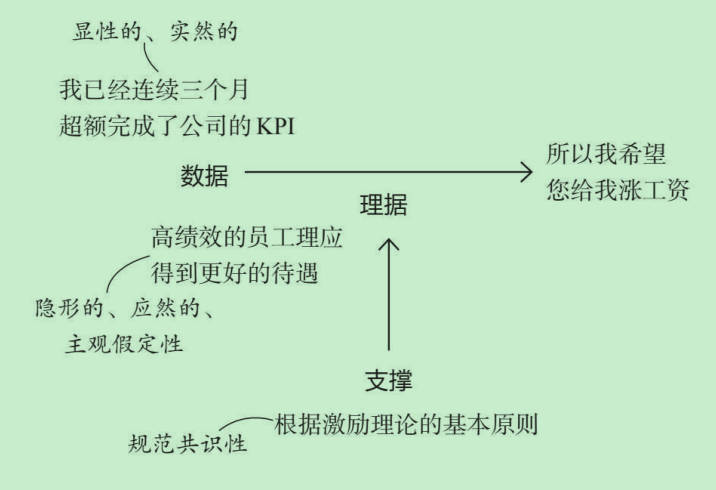 显性的、实然的
我已经连续三个月
超额完成了公司的KPI
所以我希望
您给我涨工资
数据
理据
高绩效的员工理应
得到更好的待遇
隐形的、应然的、
主观假定性
支撑
根据激励理论的基本原则
规范共识性